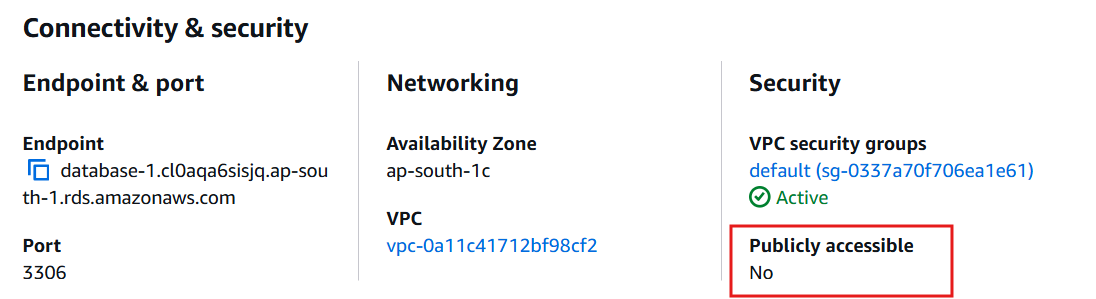 Connectivity & security
Endpoint & port
Endpoint
database-1.cl0aqa6sisjq.ap-sou
th-1.rds.amazonaws.com
Port
3306
Networking
Availability Zone
ap-south-1c
VPC
vpc-0a11c41712bf98cf2
Security
VPC security groups
default (sg-0337a70f706ea1e61)
Active
Publicly accessible
No